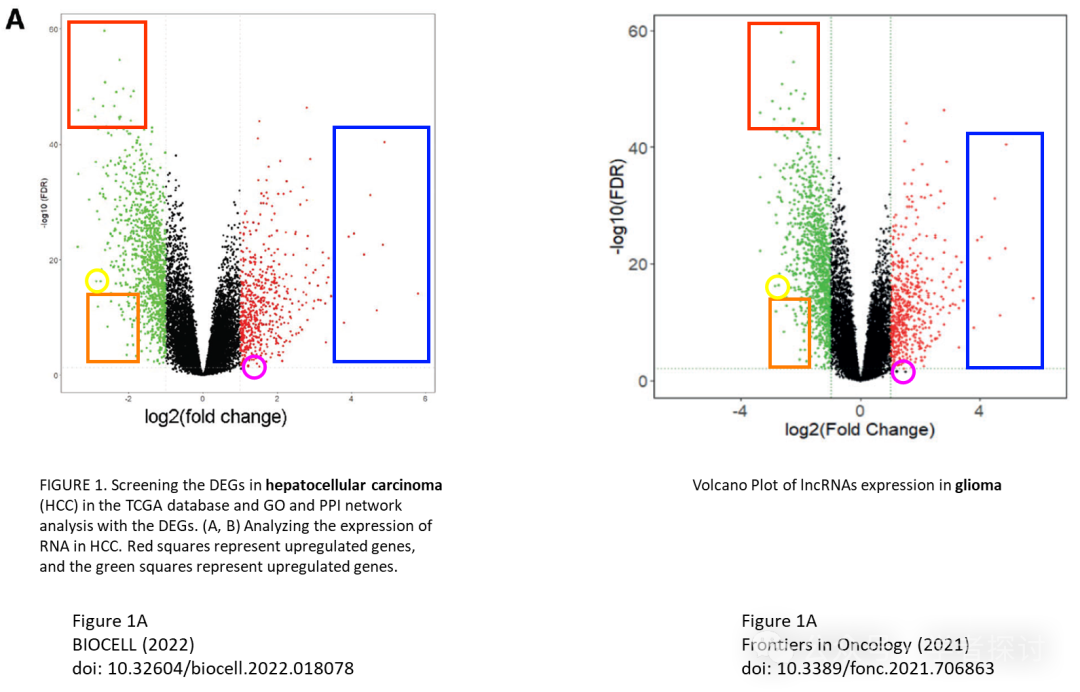 A
60
40
20
0
-log10 (FDR)
-2
0
2
4
6
log2(fold change)
60
40
20
0
-log10(FDR)
-4
0
4
log2(Fold Change)
FIGURE 1. Screening the DEGs in hepatocellular carcinoma
(HCC) in the TCGA database and GO and PPI network
analysis with the DEGs. (A, B) Analyzing the expression of
RNA in HCC. Red squares represent upregulated genes,
and the green squares represent upregulated genes.
Volcano Plot of lncRNAs expression in glioma
Figure 1A
BIOCELL (2022)
doi: 10.32604/biocell.2022.018078
Figure 1A
Frontiers in Oncology (2021)
doi: 10.3389/fonc.2021.706863
探讨